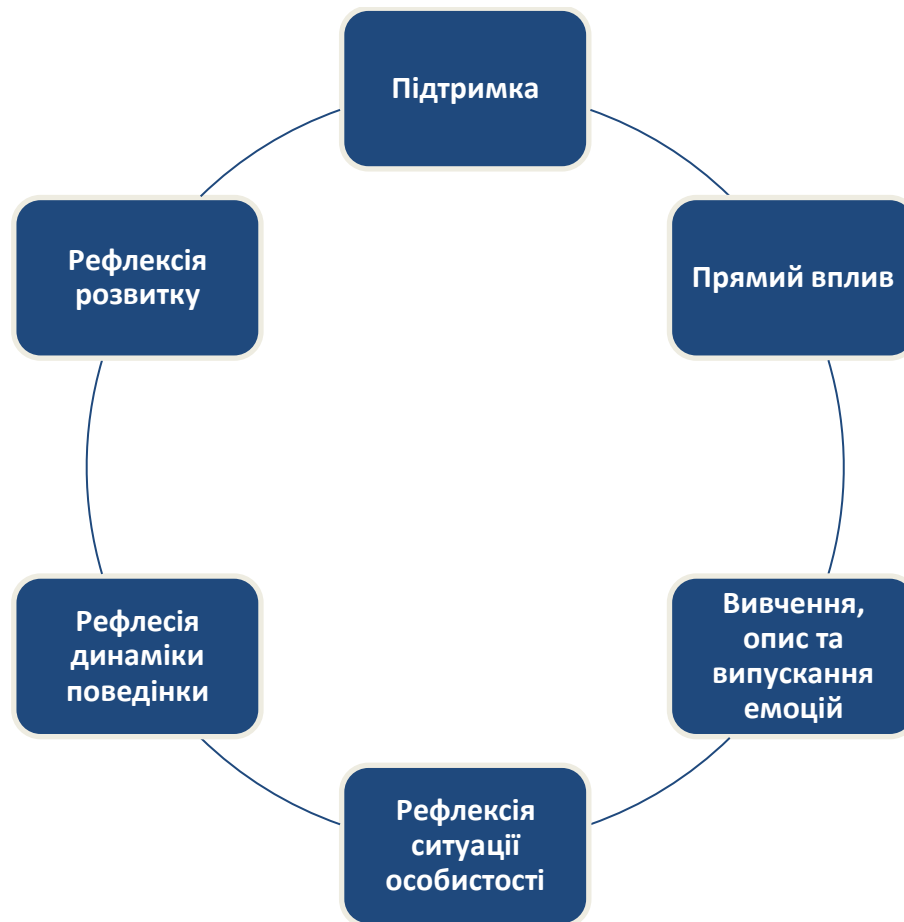 Підтримка
Прямий вплив
Вивчення,
опис та
випускання
емоцій
Рефлексія
ситуації
особистості
Рефлесія
динаміки
поведінки
Рефлексія
розвитку